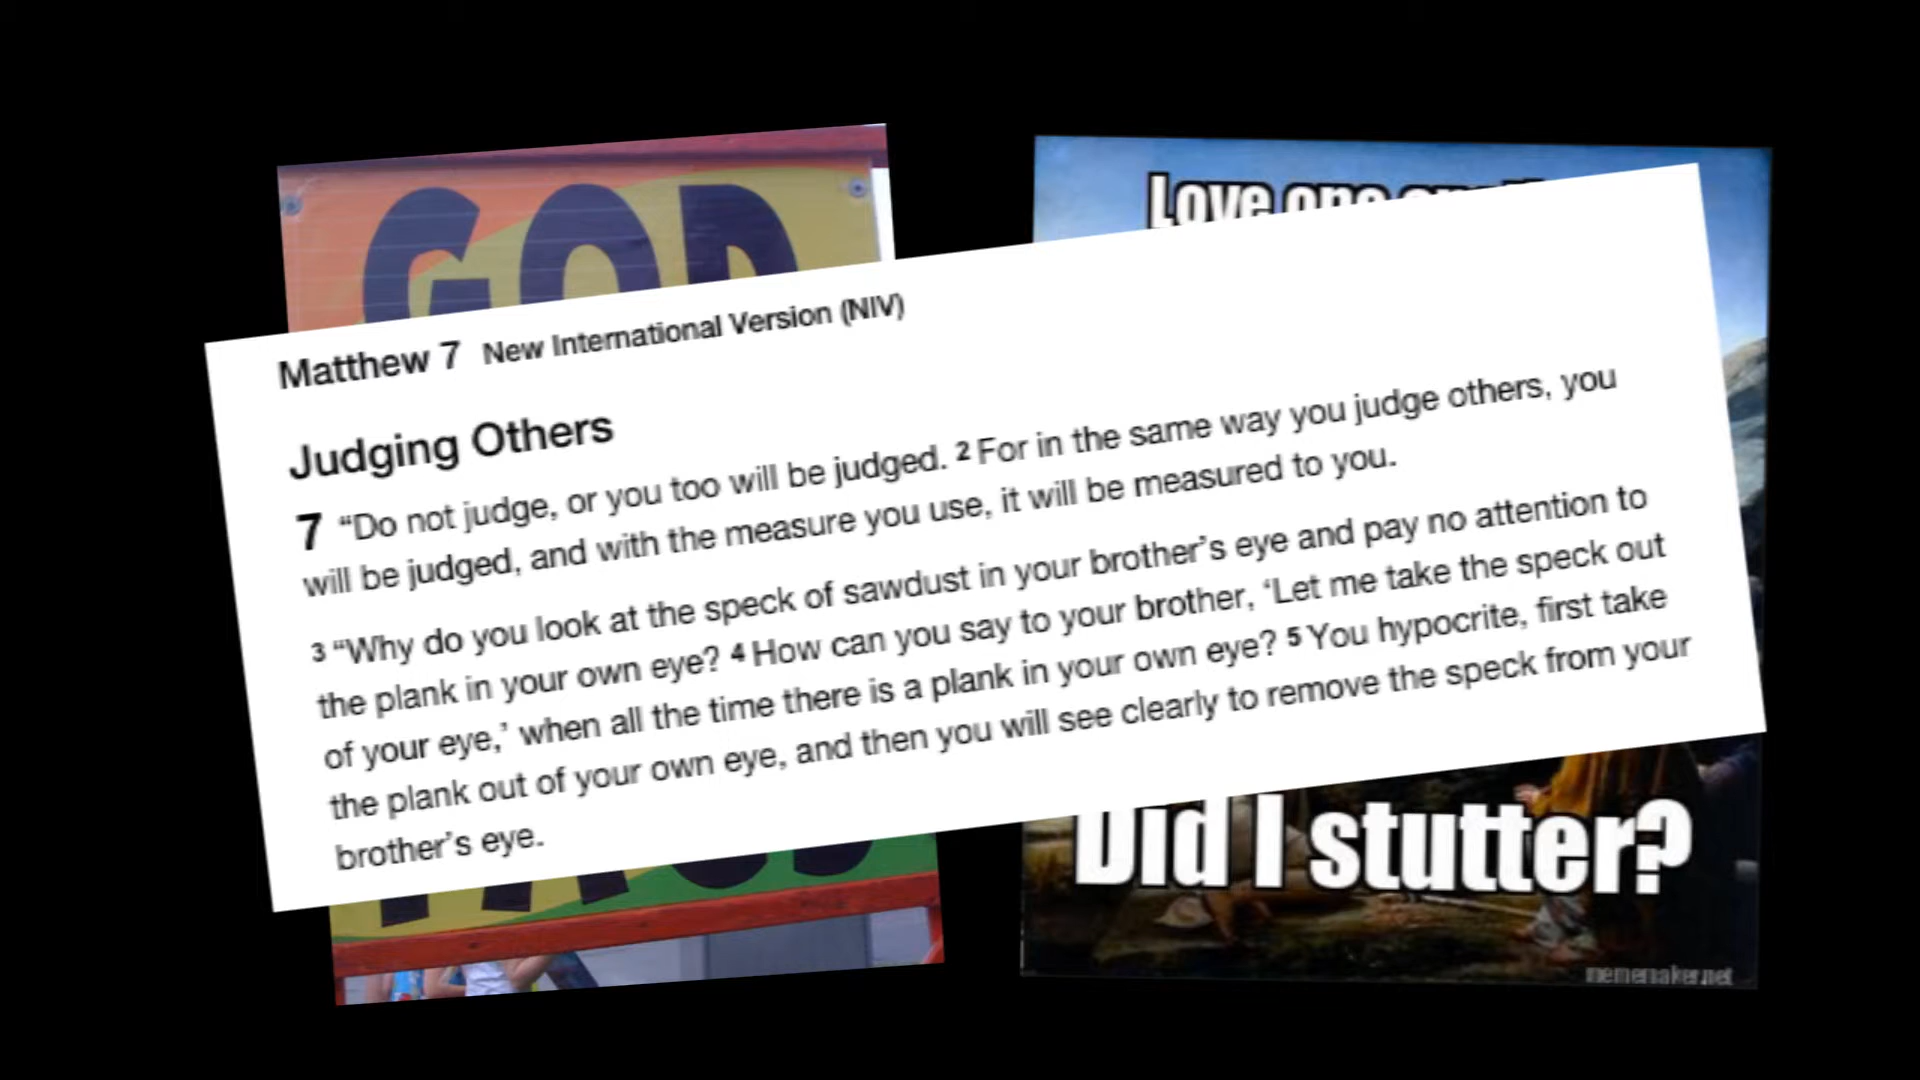 GOD
Love one
Matthew 7 New International Version (NIV)
Judging Others
7 “Do not judge, or you too will be judged. 2 For in the same way you judge others, you
will be judged, and with the measure you use, it will be measured to you.
3 “Why do you look at the speck of sawdust in your brother’s eye and pay no attention to
the plank in your own eye? 4 How can you say to your brother, ‘Let me take the speck out
of your eye,’ when all the time there is a plank in your own eye? 5 You hypocrite, first take
the plank out of your own eye, and then you will see clearly to remove the speck from your
brother’s eye.
Did I stutter?
mememaker.net